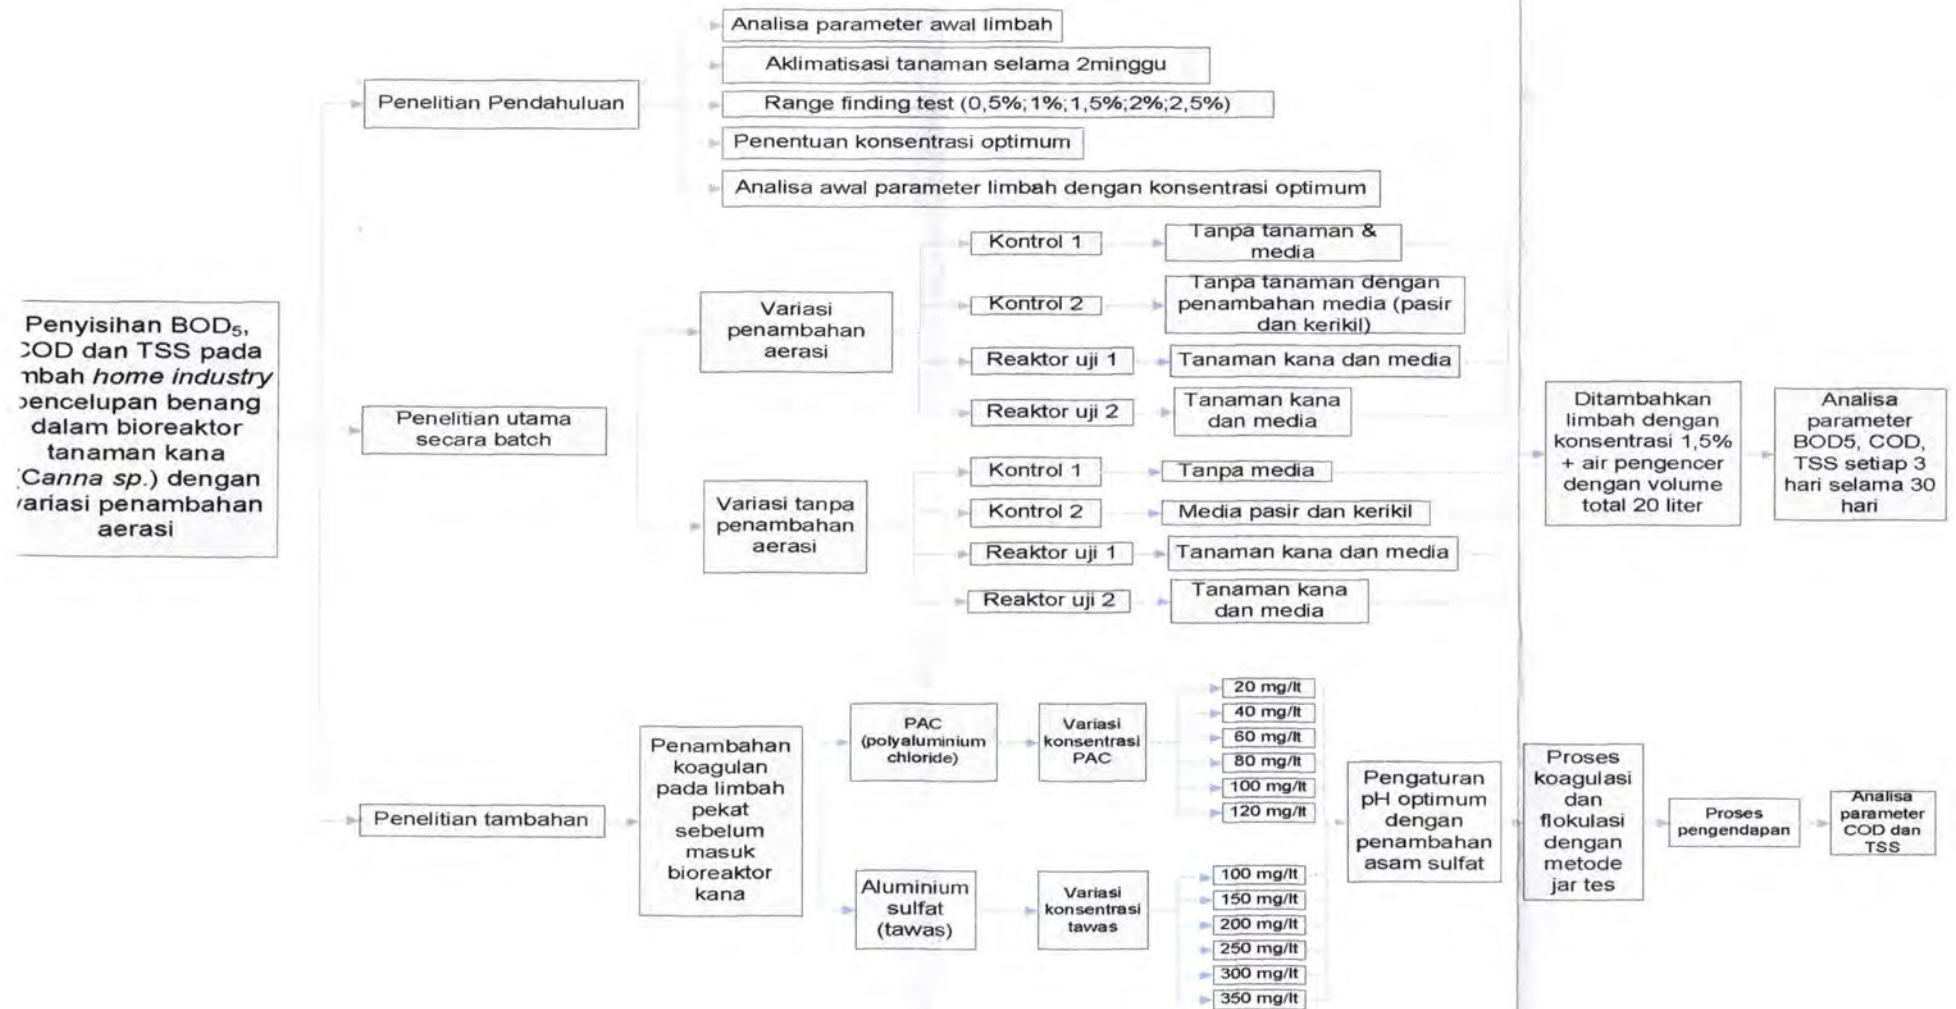 Penyisihan BOD₅,
COD dan TSS pada
home industry
pencelupan benang
dalam bioreaktor
tanaman kana
(Canna sp.) dengan
variasi penambahan
aerasi
Penelitian Pendahuluan
Analisa parameter awal limbah
Aklimatisasi tanaman selama 2minggu
Range finding test (0,5%;1%;1,5%;2%;2,5%)
Penentuan konsentrasi optimum
Analisa awal parameter limbah dengan konsentrasi optimum
Penelitian utama
secara batch
Variasi
penambahan
aerasi
Kontrol 1
Tanpa tanaman &
media
Kontrol 2
Tanpa tanaman dengan
penambahan media (pasir
dan kerikil)
Reaktor uji 1
Tanaman kana dan media
Reaktor uji 2
Tanaman kana
dan media
Variasi tanpa
penambahan
aerasi
Kontrol 1
Tanpa media
Kontrol 2
Media pasir dan kerikil
Reaktor uji 1
Tanaman kana dan media
Reaktor uji 2
Tanaman kana
dan media
Ditambahkan
limbah dengan
konsentrasi 1,5%
+ air pengencer
dengan volume
total 20 liter
Analisa
parameter
BOD5, COD,
TSS setiap 3
hari selama 30
hari
Penelitian tambahan
Penambahan
koagulan
pada limbah
pekat
sebelum
masuk
bioreaktor
kana
PAC
(polyaluminium
chloride)
Variasi
konsentrasi
PAC
20 mg/lt
40 mg/lt
60 mg/lt
80 mg/lt
100 mg/lt
120 mg/lt
Aluminium
sulfat
(tawas)
Variasi
konsentrasi
tawas
100 mg/lt
150 mg/lt
200 mg/lt
250 mg/lt
300 mg/lt
350 mg/lt
Pengaturan
pH optimum
dengan
penambahan
asam sulfat
Proses
koagulasi
dan
flokulasi
dengan
metode
jar tes
Proses
pengendapan
Analisa
parameter
COD dan
TSS